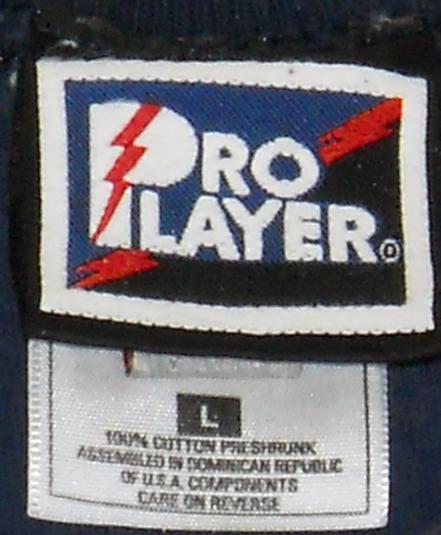 PRO
PLAYER®
L
100% COTTON PRESHRUNK
ASSEMBLED IN DOMINICAN REPUBLIC
OF U.S.A. COMPONENTS
CARE ON REVERSE